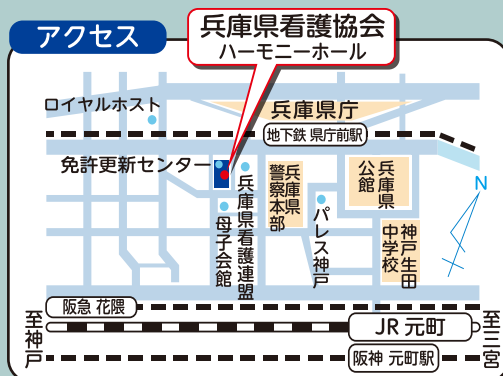 アクセス
兵庫県看護協会
ハーモニーホール
ロイヤルホスト
兵庫県庁
地下鉄 県庁前駅
免許更新センター
兵庫県看護連盟
母子会館
兵庫県
警察本部
パレス神戸
兵庫県
公館
神戸生田
中学校
N
阪急 花隈
至神戸
JR 元町
至三宮
阪神 元町駅